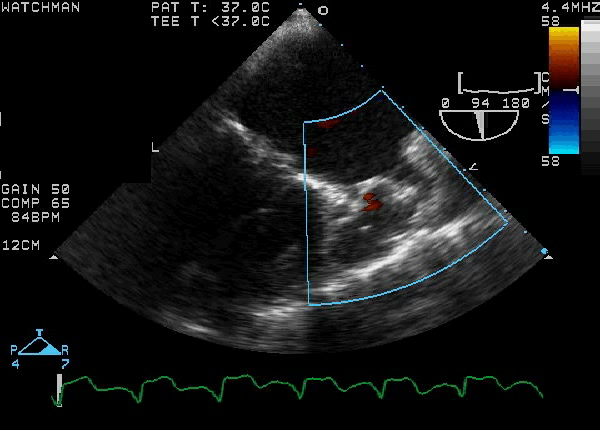 WATCHMAN
PAT T: 37.0C
TEE T <37.0C
4.4MHZ
58
0 94 180
C
M
S
58
L
GAIN 50
COMP 65
84BPM
12CM
T
P R
4 7